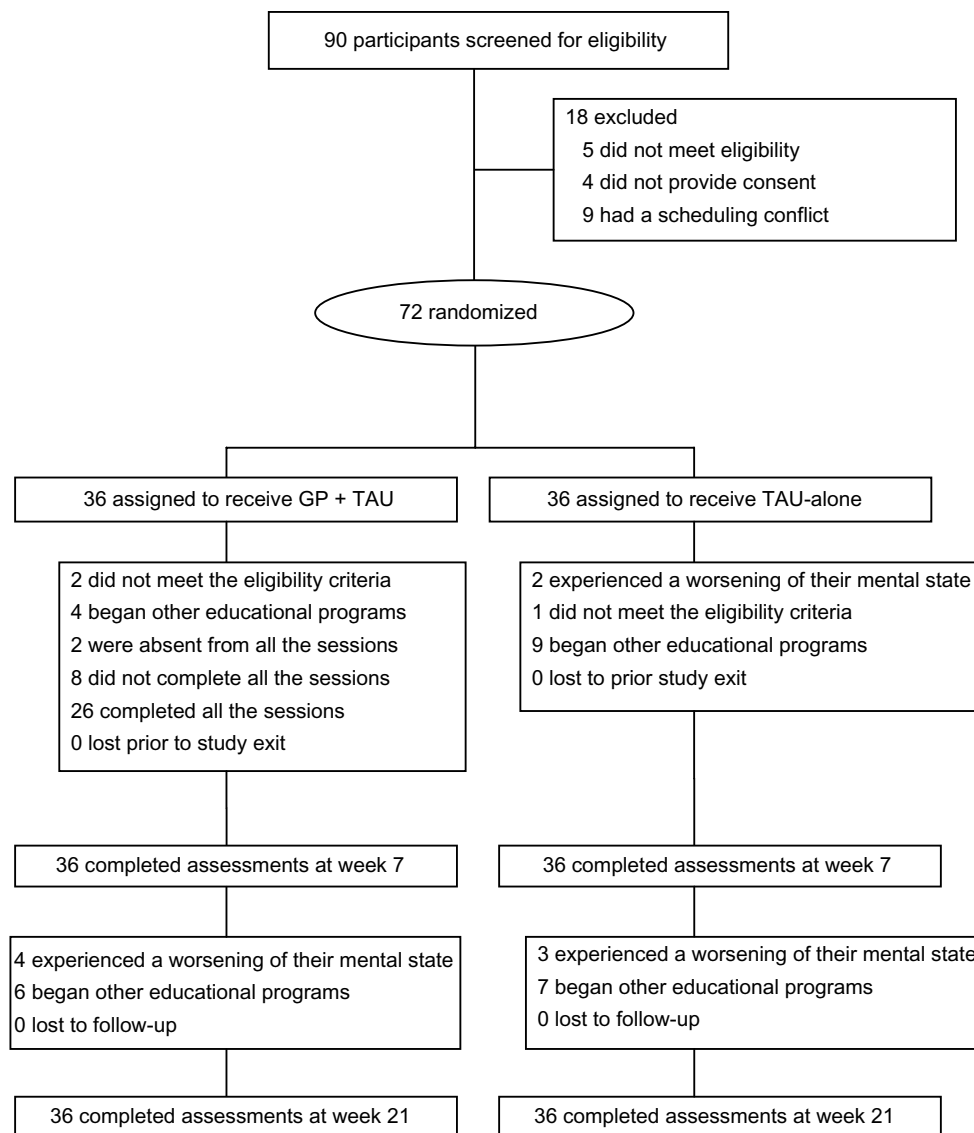 90 participants screened for eligibility
18 excluded
5 did not meet eligibility
4 did not provide consent
9 had a scheduling conflict
72 randomized
36 assigned to receive GP + TAU
36 assigned to receive TAU-alone
2 did not meet the eligibility criteria
4 began other educational programs
2 were absent from all the sessions
8 did not complete all the sessions
26 completed all the sessions
0 lost prior to study exit
2 experienced a worsening of their mental state
1 did not meet the eligibility criteria
9 began other educational programs
0 lost to prior study exit
36 completed assessments at week 7
36 completed assessments at week 7
4 experienced a worsening of their mental state
6 began other educational programs
0 lost to follow-up
3 experienced a worsening of their mental state
7 began other educational programs
0 lost to follow-up
36 completed assessments at week 21
36 completed assessments at week 21